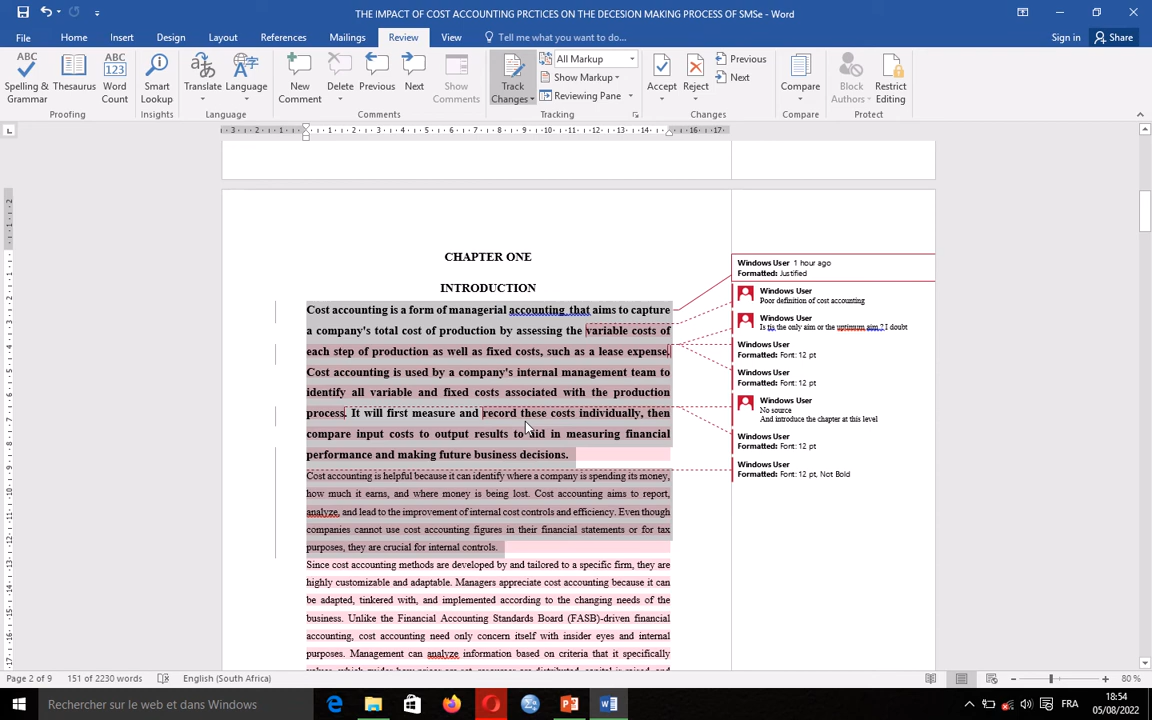 THE IMPACT OF COST ACCOUNTING PRCTICES ON THE DECESION MAKING PROCESS OF SMSe - Word
File Home Insert Design Layout References Mailings Review View Tell me what you want to do... Sign in Share
Spelling & Grammar Thesaurus Word Count Smart Lookup Translate Language New Comment Delete Previous Next Show Comments Track Changes All Markup Show Markup Reviewing Pane Accept Reject Previous Next Compare Block Authors Restrict Editing
Proofing Insights Language Comments Tracking Changes Compare Protect
CHAPTER ONE
INTRODUCTION
Cost accounting is a form of managerial accounting that aims to capture
a company's total cost of production by assessing the variable costs of
each step of production as well as fixed costs, such as a lease expense.
Cost accounting is used by a company's internal management team to
identify all variable and fixed costs associated with the production
process. It will first measure and record these costs individually, then
compare input costs to output results to aid in measuring financial
performance and making future business decisions.
Cost accounting is helpful because it can identify where a company is spending its money,
how much it earns, and where money is being lost. Cost accounting aims to report,
analyze, and lead to the improvement of internal cost controls and efficiency. Even though
companies cannot use cost accounting figures in their financial statements or for tax
purposes, they are crucial for internal controls.
Since cost accounting methods are developed by and tailored to a specific firm, they are
highly customizable and adaptable. Managers appreciate cost accounting because it can
be adapted, tinkered with, and implemented according to the changing needs of the
business. Unlike the Financial Accounting Standards Board (FASB)-driven financial
accounting, cost accounting need only concern itself with insider eyes and internal
purposes. Management can analyze information based on criteria that it specifically
Windows User 1 hour ago
Formatted: Justified
Windows User
Poor definition of cost accounting
Windows User
Is tis the only aim or the uptimum aim ? I doubt
Windows User
Formatted: Font: 12 pt
Windows User
Formatted: Font: 12 pt
Windows User
No source
And introduce the chapter at this level
Windows User
Formatted: Font: 12 pt
Windows User
Formatted: Font: 12 pt, Not Bold
Page 2 of 9 151 of 2230 words English (South Africa) 80 %
Rechercher sur le web et dans Windows
18:54
05/08/2022